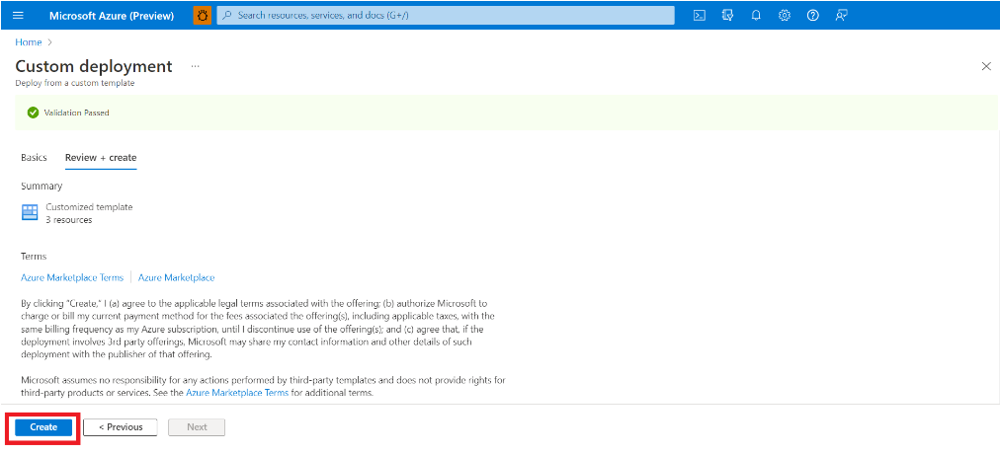 Microsoft Azure (Preview)
Search resources, services, and docs (G+/)
Home >
Custom deployment ...
Deploy from a custom template
Validation Passed
Basics Review + create
Summary
Customized template
3 resources
Terms
Azure Marketplace Terms | Azure Marketplace
By clicking "Create," I (a) agree to the applicable legal terms associated with the offering; (b) authorize Microsoft to
charge or bill my current payment method for the fees associated the offering(s), including applicable taxes, with the
same billing frequency as my Azure subscription, until I discontinue use of the offering(s); and (c) agree that, if the
deployment involves 3rd party offerings, Microsoft may share my contact information and other details of such
deployment with the publisher of that offering.
Microsoft assumes no responsibility for any actions performed by third-party templates and does not provide rights for
third-party products or services. See the Azure Marketplace Terms for additional terms.
Create < Previous Next